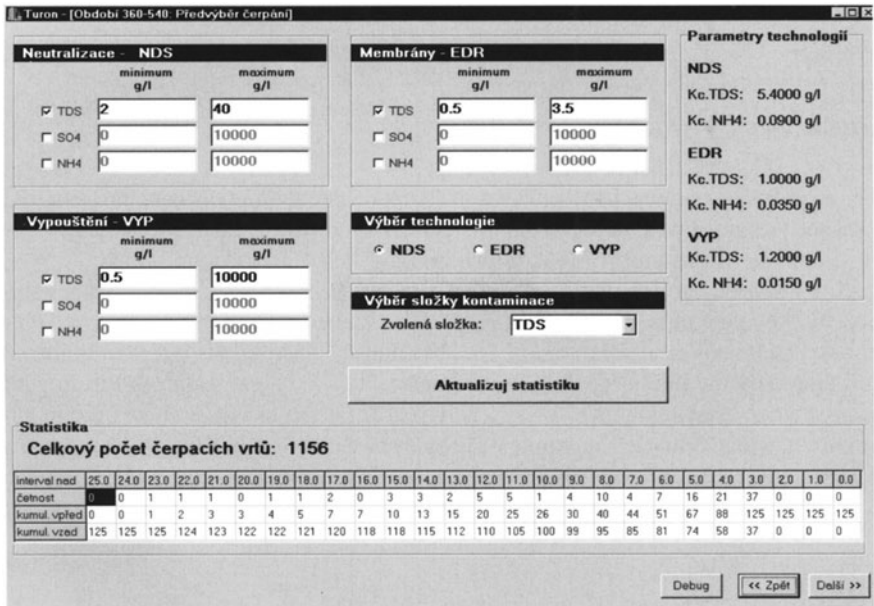 Turon - [Období 360-540: Předvýběr čerpání]
Neutralizace - NDS
minimum maximum
g/l g/l
TDS 2 40
SO4 0 10000
NH4 0 10000
Membrány - EDR
minimum maximum
g/l g/l
TDS 0.5 3.5
SO4 0 10000
NH4 0 10000
Parametry technologií
NDS
Kc.TDS: 5.4000 g/l
Kc. NH4: 0.0900 g/l
EDR
Kc.TDS: 1.0000 g/l
Kc. NH4: 0.0350 g/l
VYP
Kc.TDS: 1.2000 g/l
Kc. NH4: 0.0150 g/l
Vypouštění - VYP
minimum maximum
g/l g/l
TDS 0.5 10000
SO4 0 10000
NH4 0 10000
Výběr technologie
NDS EDR VYP
Výběr složky kontaminace
Zvolená složka: TDS
Aktualizuj statistiku
Statistika
Celkový počet čerpacích vrtů: 1156
interval nad 25.0 24.0 23.0 22.0 21.0 20.0 19.0 18.0 17.0 16.0 15.0 14.0 13.0 12.0 11.0 10.0 9.0 8.0 7.0 6.0 5.0 4.0 3.0 2.0 1.0 0.0
četnost 0 0 1 1 1 0 1 1 2 0 3 3 2 5 5 1 4 10 4 7 16 21 37 0 0 0
kumul. vpřed 0 0 1 2 3 3 4 5 7 7 10 13 15 20 25 26 30 40 44 51 67 88 125 125 125 125
kumul. vzad 125 125 125 124 123 122 122 121 120 118 118 115 112 110 105 100 99 95 85 81 74 58 37 0 0 0
Debug << Zpět Další >>